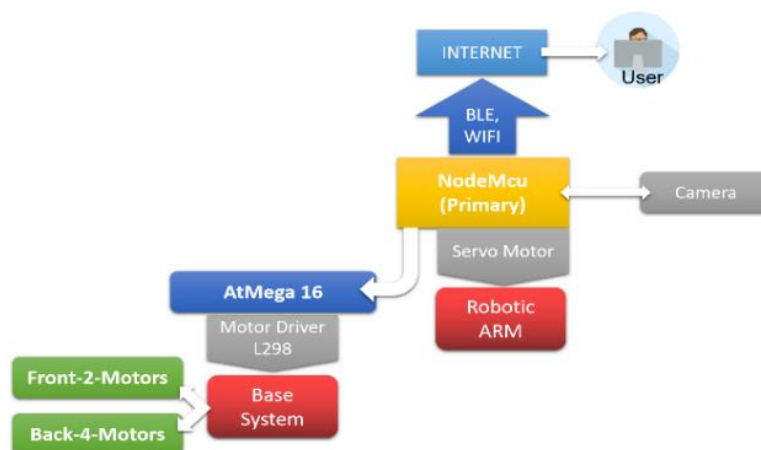 INTERNET
User
BLE,
WIFI
NodeMcu
(Primary)
Camera
Servo Motor
AtMega 16
Robotic
ARM
Motor Driver
L298
Front-2-Motors
Base
System
Back-4-Motors